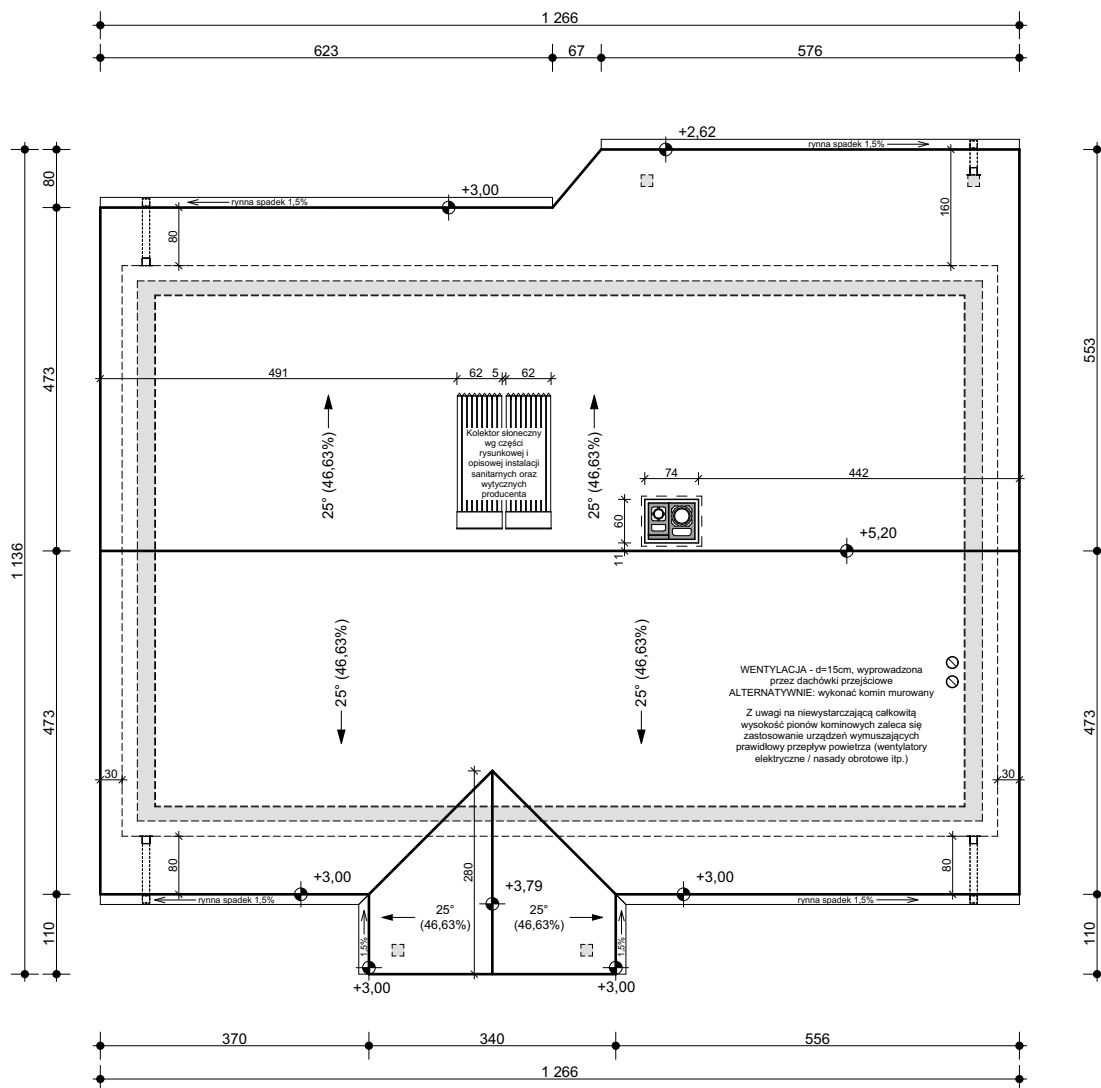 1 266
623
67
576
+2,62
rynna spadek 1,5%
80
+3,00
rynna spadek 1,5%
80
160
473
553
491
62
5
62
25° (46,63%)
Kolektor słoneczny
wg części
rysunkowej i
opisowej instalacji
sanitarnych oraz
wytycznych
producenta
25° (46,63%)
74
442
60
11
+5,20
1 136
25° (46,63%)
25° (46,63%)
WENTYLACJA - d=15cm, wyprowadzona
przez dachówki przejściowe
ALTERNATYWNIE: wykonać komin murowany
Z uwagi na niewystarczającą całkowitą
wysokość pionów kominowych zaleca się
zastosowanie urządzeń wymuszających
prawidłowy przepływ powietrza (wentylatory
elektryczne / nasady obrotowe itp.)
473
473
30
30
80
280
80
+3,00
+3,79
+3,00
rynna spadek 1,5%
rynna spadek 1,5%
25°
(46,63%)
25°
(46,63%)
110
110
1,5%
1,5%
+3,00
+3,00
370
340
556
1 266